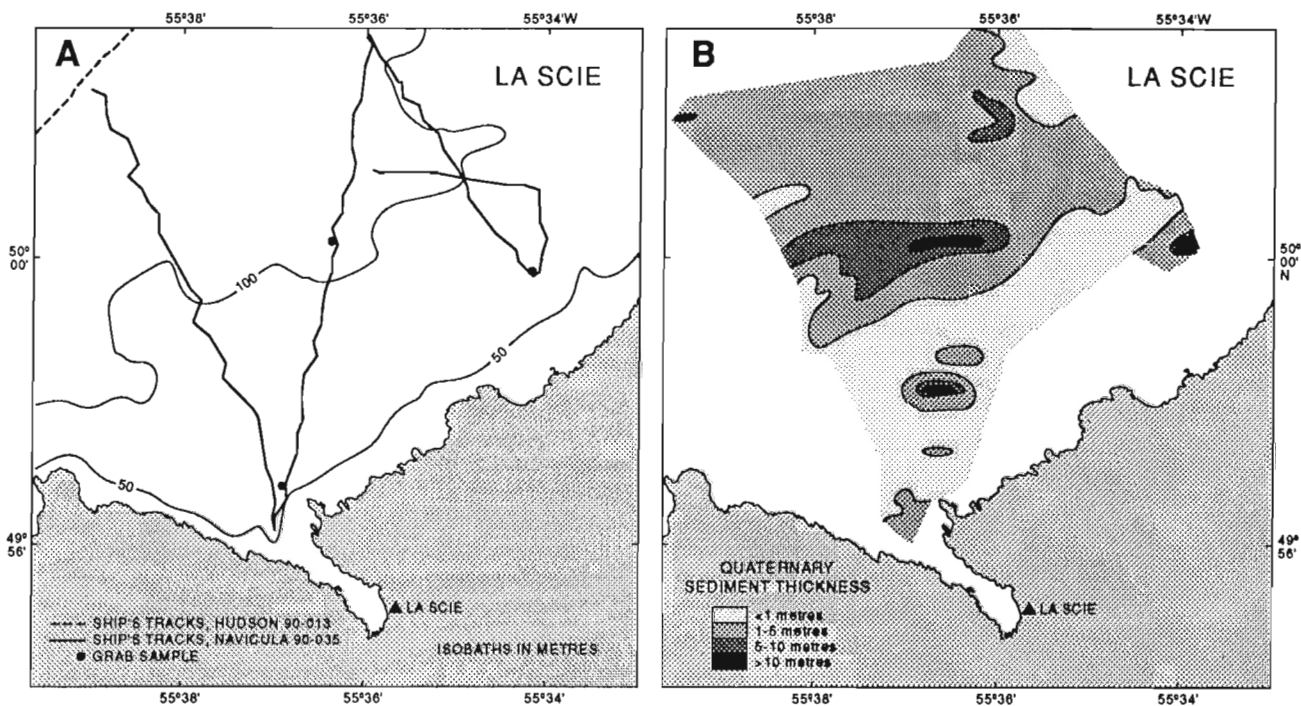 55°38' 55°36' 55°34'W
A
LA SCIE
100
50
50
50°
00'
49°
56'
LA SCIE
SHIP'S TRACKS, HUDSON 90-013
SHIP'S TRACKS, NAVICULA 90-035
GRAB SAMPLE
ISOBATHS IN METRES
55°38' 55°36' 55°34'
55°38' 55°36' 55°34'W
B
LA SCIE
50°
00'
N
49°
56'
QUATERNARY
SEDIMENT THICKNESS
<1 metres
1-5 metres
5-10 metres
>10 metres
LA SCIE
55°38' 55°36' 55°34'